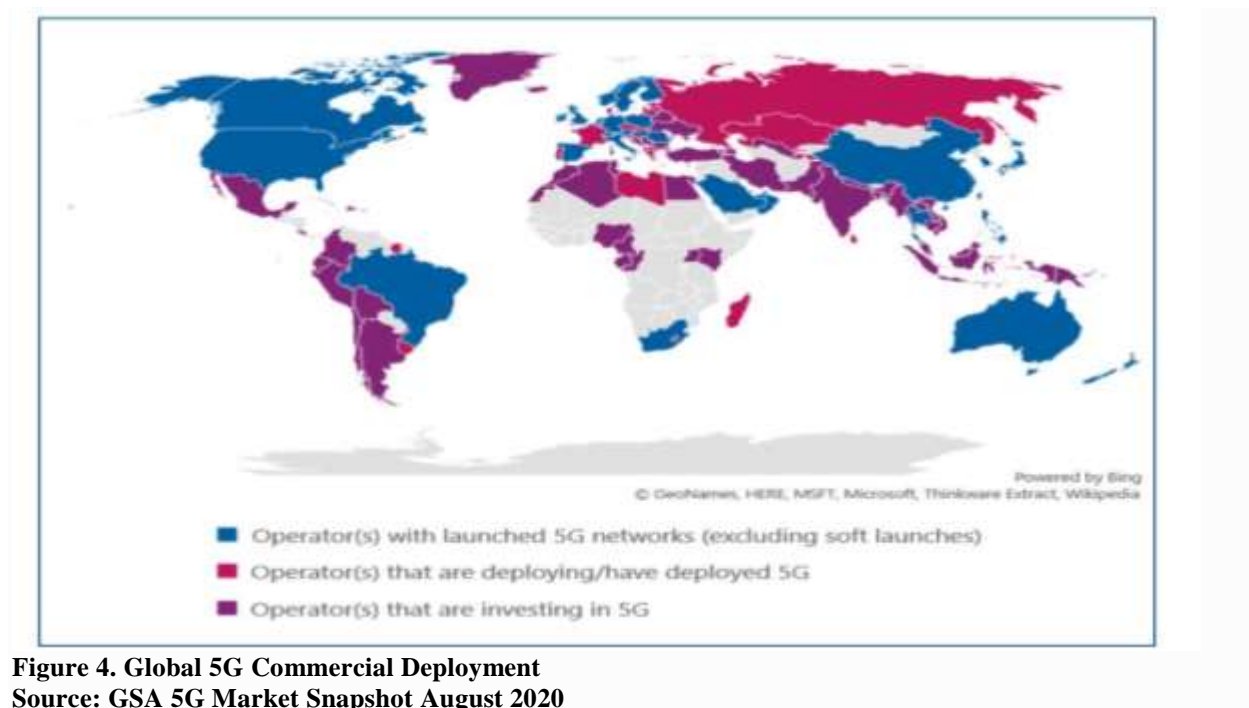 Powered by Bing
© GeoNames, HERE, MSFT, Microsoft, Thinkware Extract, Wikipedia
Operator(s) with launched 5G networks (excluding soft launches)
Operator(s) that are deploying/have deployed 5G
Operator(s) that are investing in 5G
Figure 4. Global 5G Commercial Deployment
Source: GSA 5G Market Snapshot August 2020